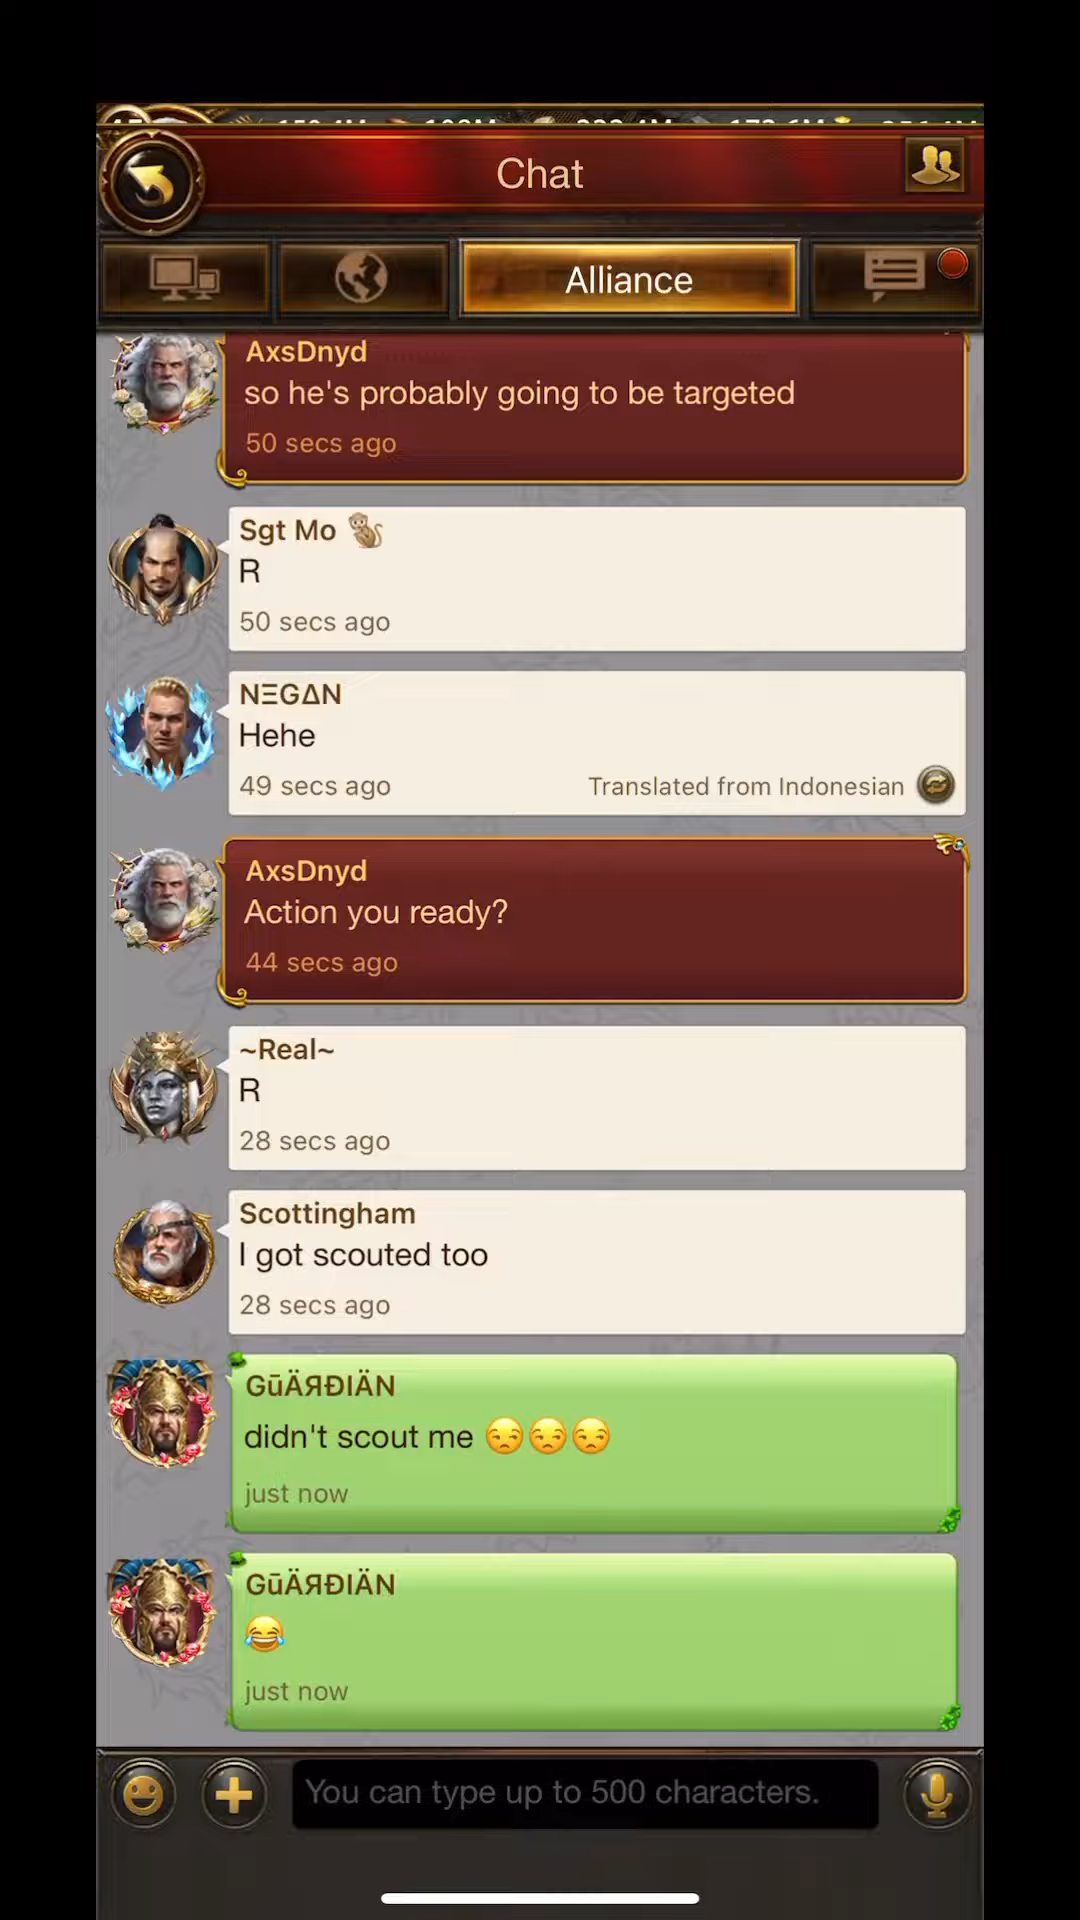 Chat
Alliance
AxsDnyd
so he's probably going to be targeted
50 secs ago
Sgt Mo 🐒
R
50 secs ago
NΞGΔN
Hehe
49 secs ago
Translated from Indonesian
AxsDnyd
Action you ready?
44 secs ago
~Real~
R
28 secs ago
Scottingham
I got scouted too
28 secs ago
GūÄЯĐIÄN
didn't scout me 😒😒😒
just now
GūÄЯĐIÄN
😂
just now
You can type up to 500 characters.